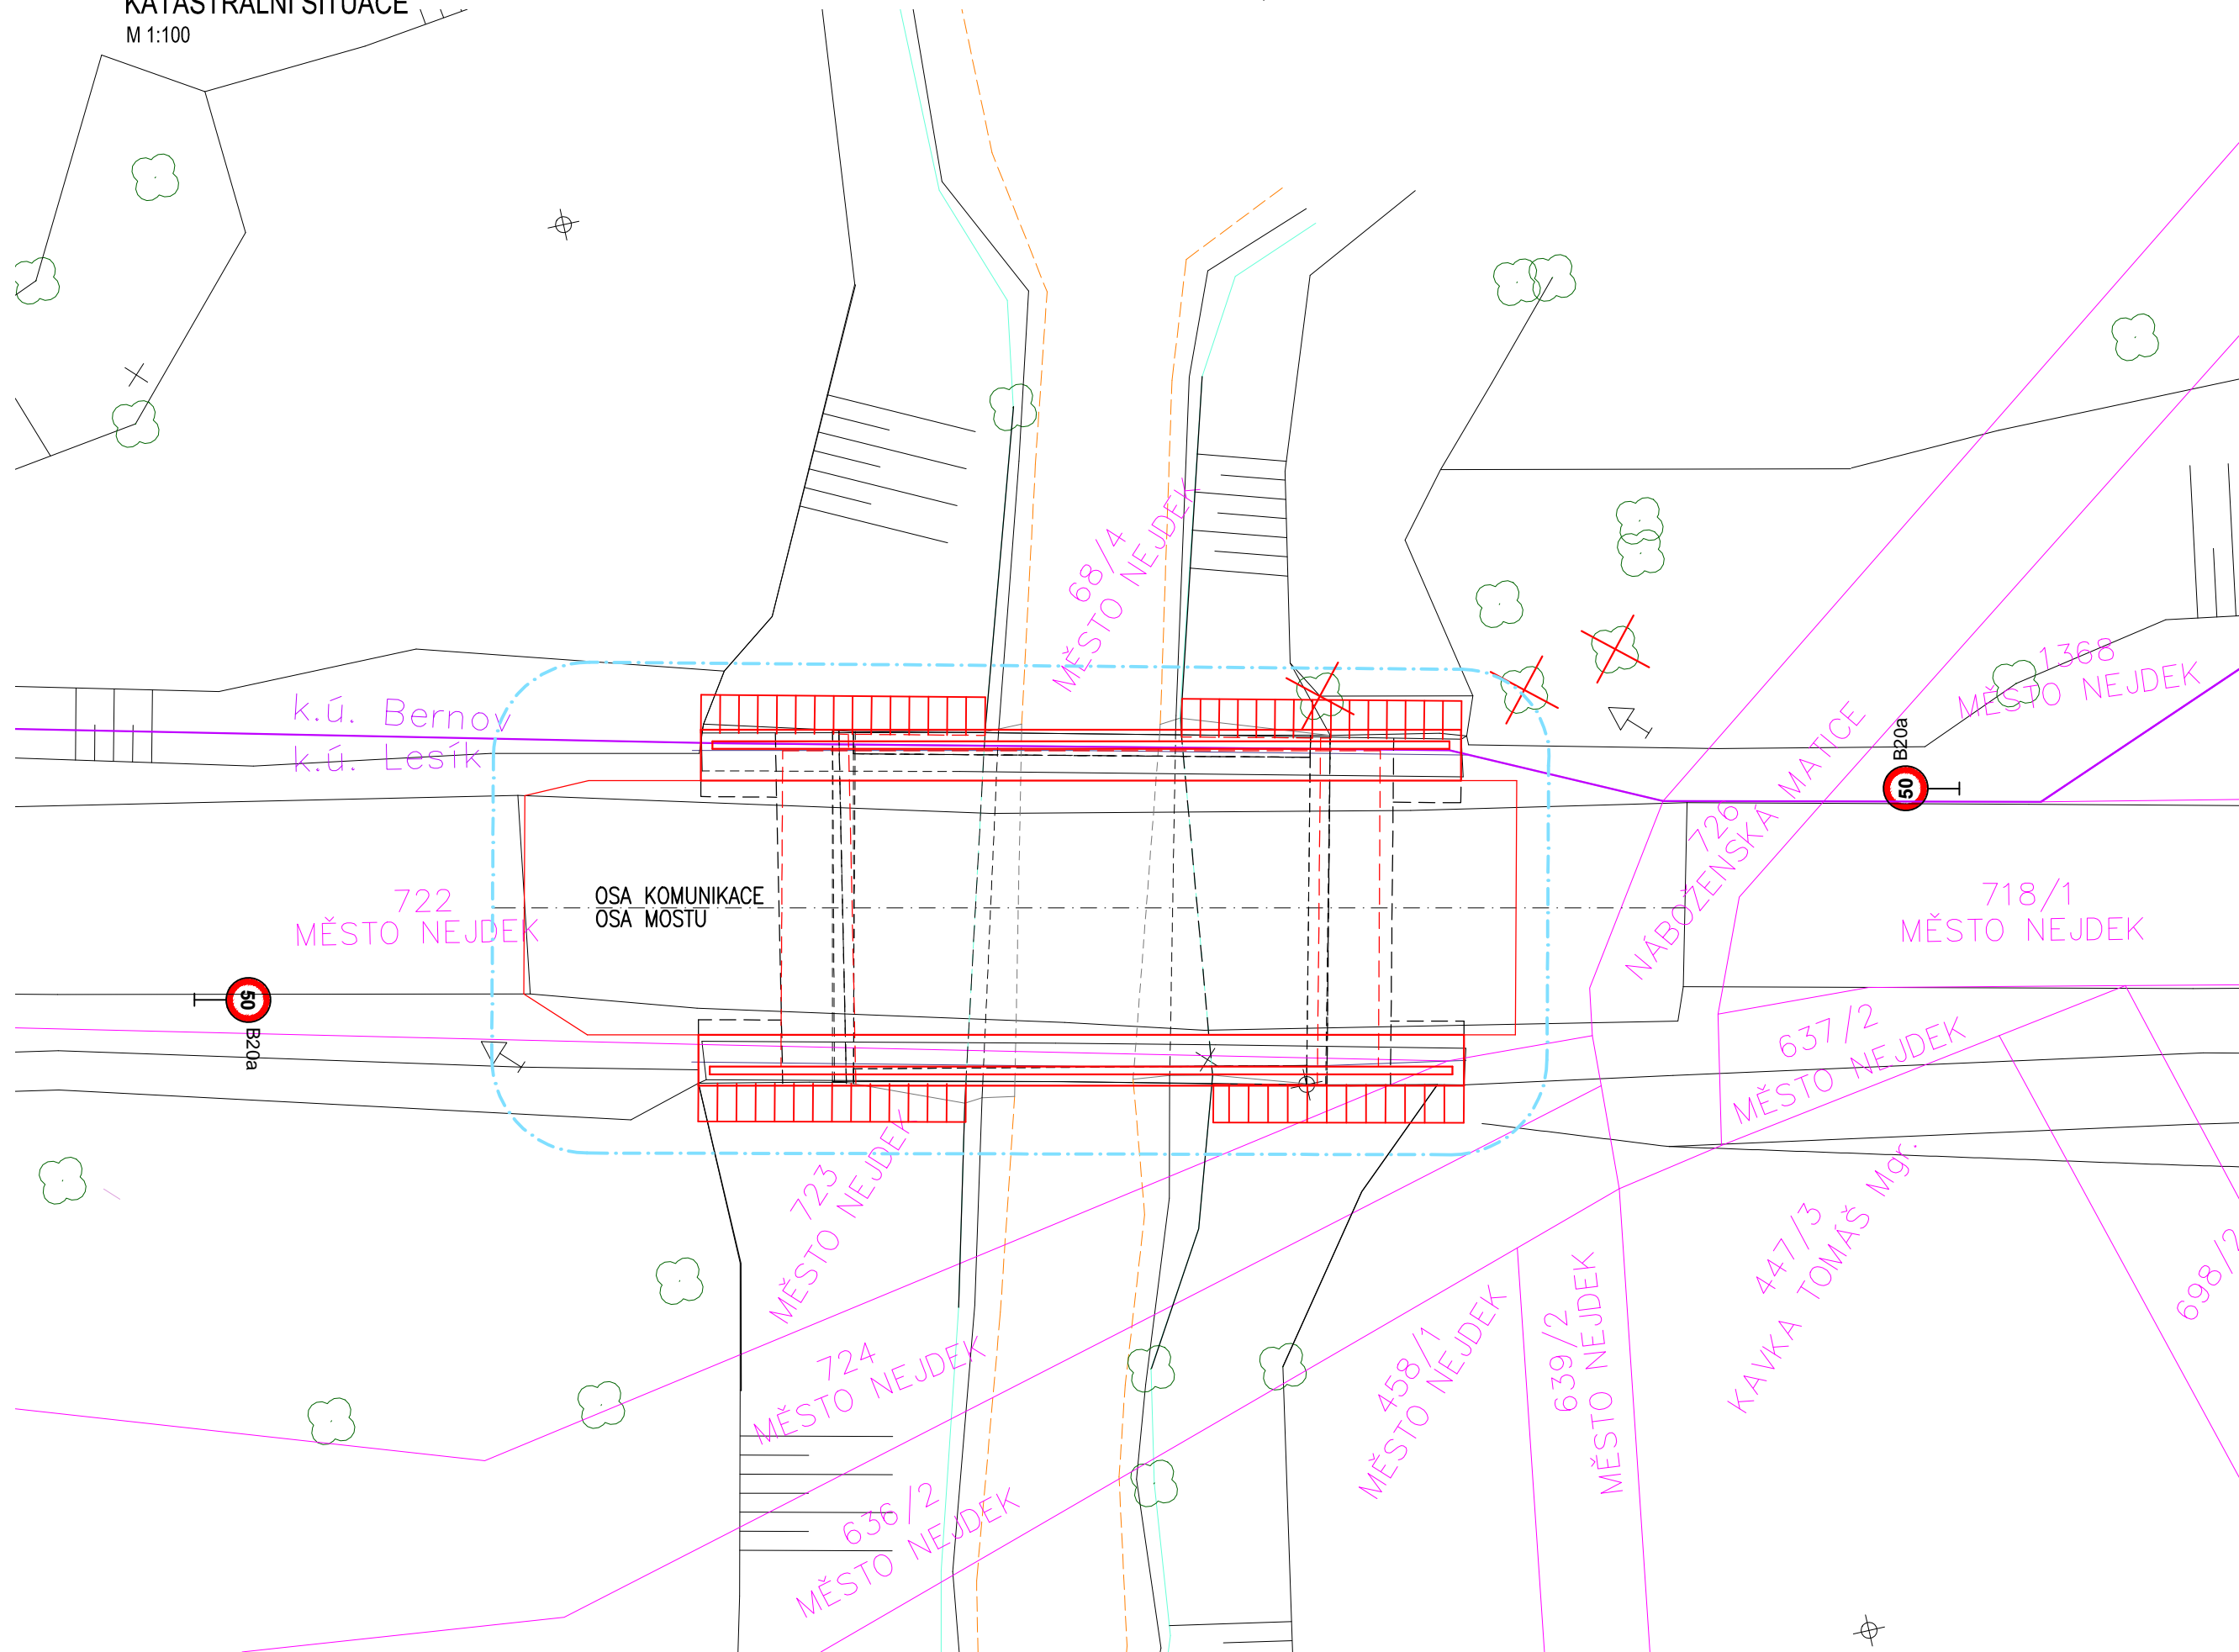 KATASTRÁLNÍ SITUACE
M 1:100
68/4
MĚSTO NEJDEK
1368
MĚSTO NEJDEK
k.ú. Bernov
k.ú. Lesík
B20a
50
726
NÁBOŽENSKÁ MATICE
722
MĚSTO NEJDEK
OSA KOMUNIKACE
OSA MOSTU
718/1
MĚSTO NEJDEK
50
B20a
637/2
MĚSTO NEJDEK
723
MĚSTO NEJDEK
447/3
KAVKA TOMÁŠ Mgr.
698/2
724
MĚSTO NEJDEK
458/1
MĚSTO NEJDEK
639/2
MĚSTO NEJDEK
636/2
MĚSTO NEJDEK